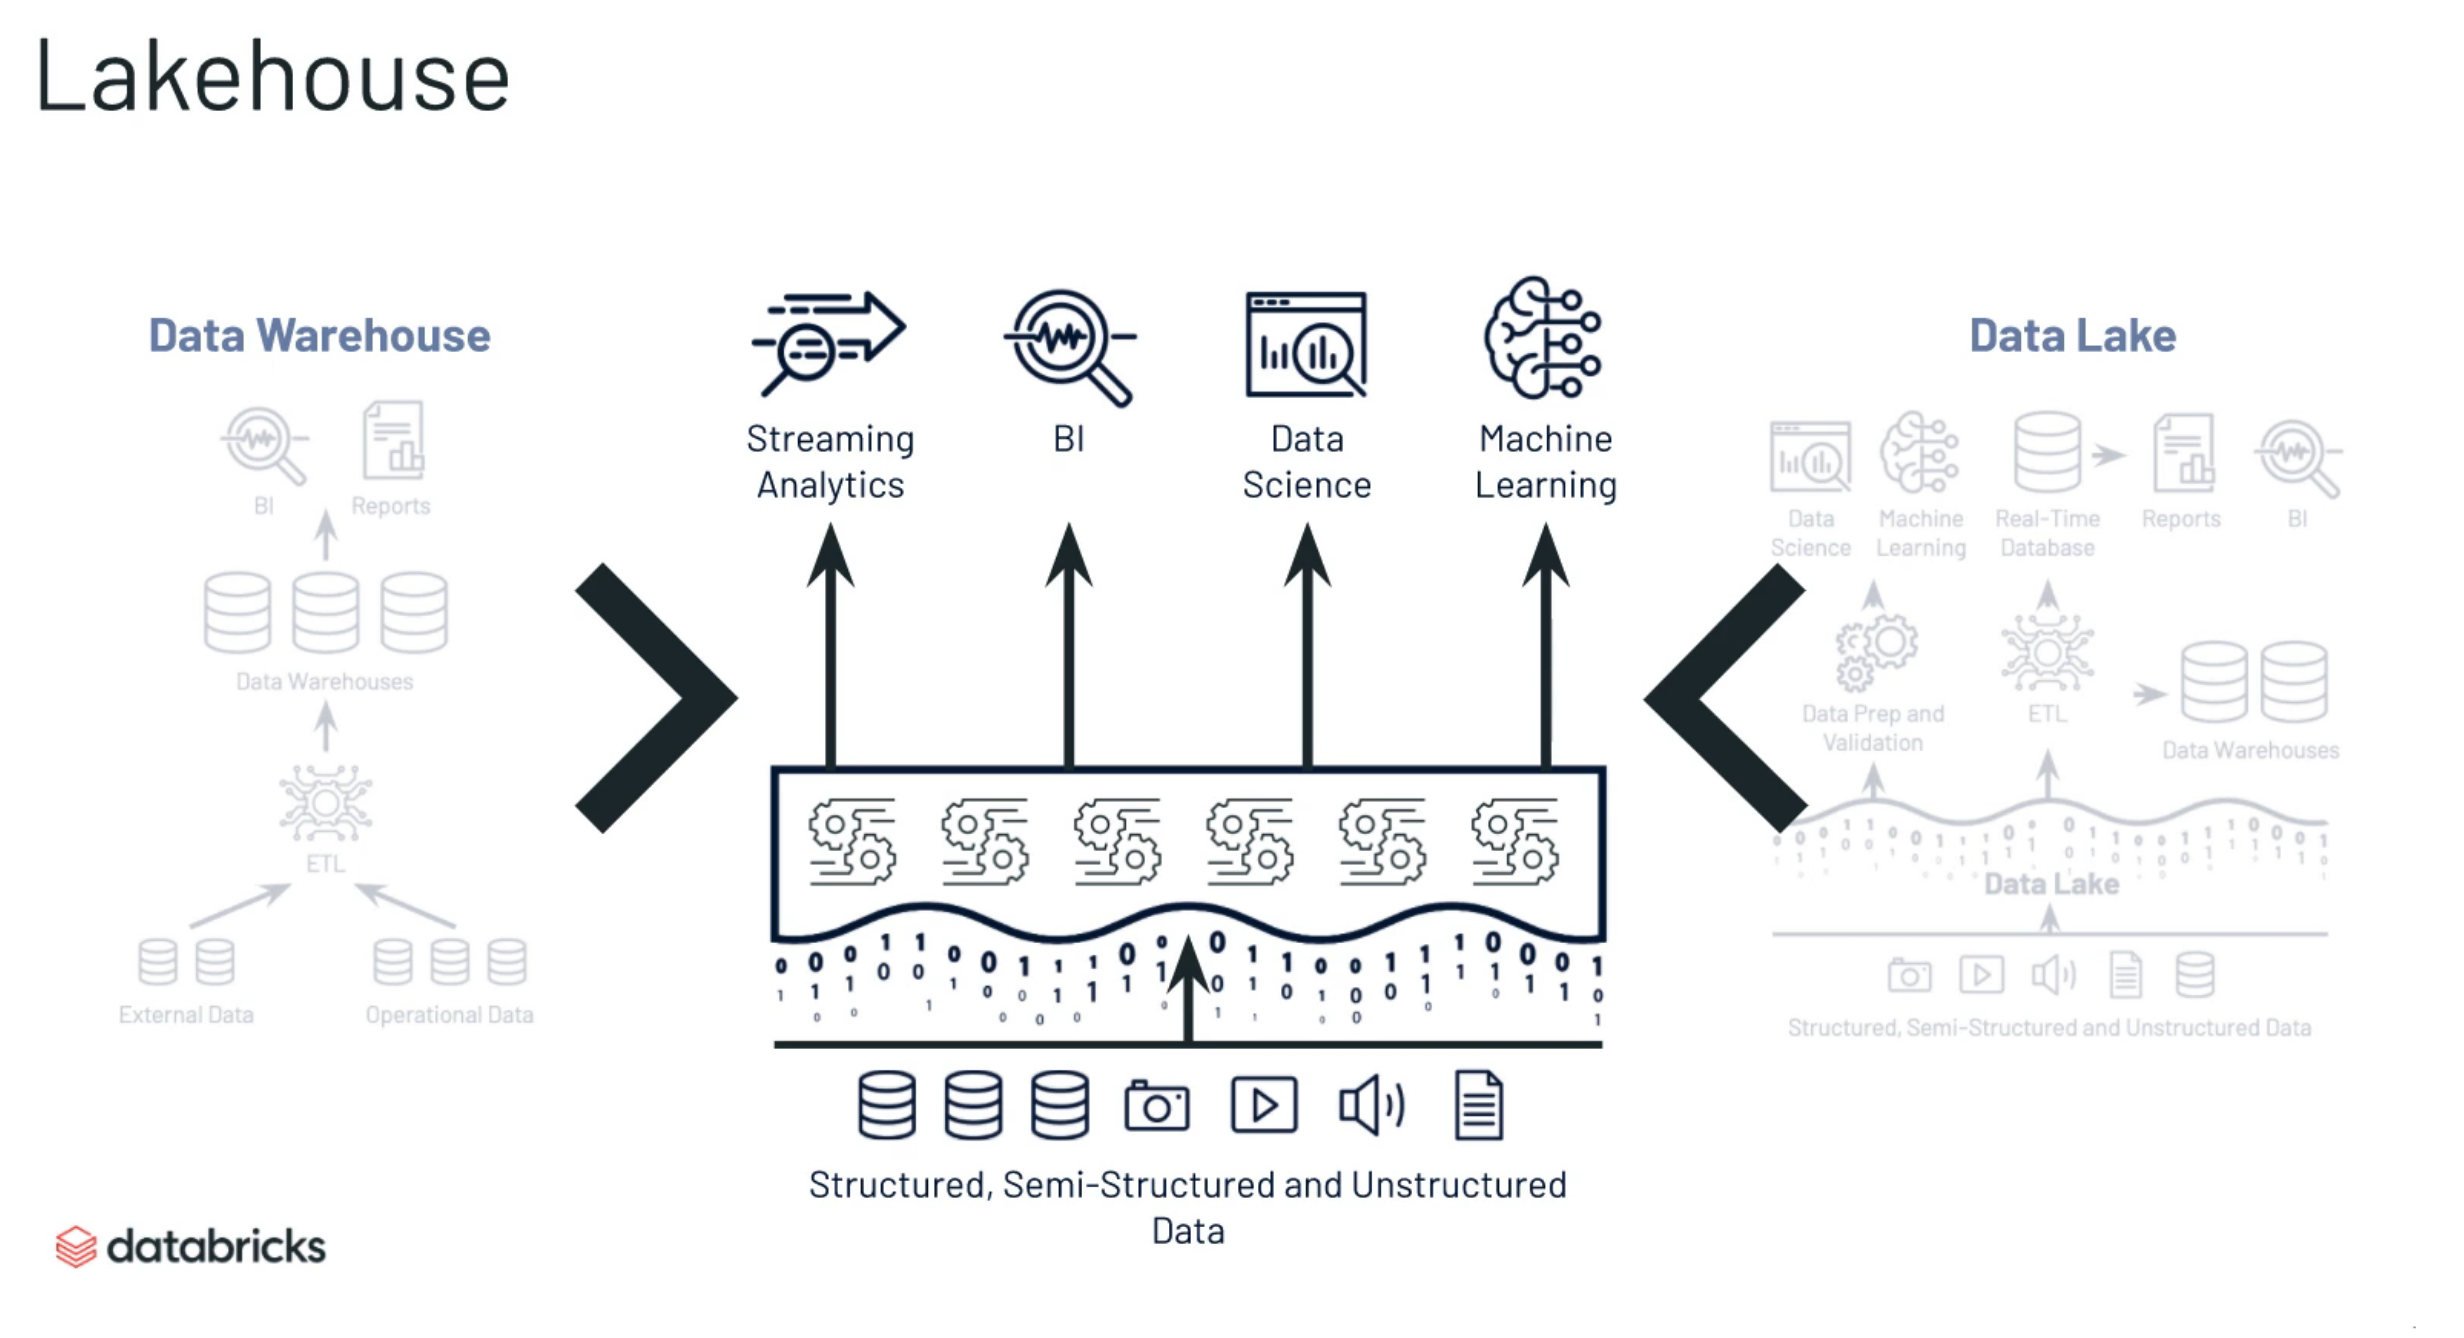 Lakehouse
Data Warehouse
BI
Reports
Data Warehouses
ETL
External Data
Operational Data
Streaming
Analytics
BI
Data
Science
Machine
Learning
Structured, Semi-Structured and Unstructured
Data
Data Lake
Data
Science
Machine
Learning
Real-Time
Database
Reports
BI
Data Prep and
Validation
ETL
Data Warehouses
Data Lake
Structured, Semi-Structured and Unstructured Data
databricks